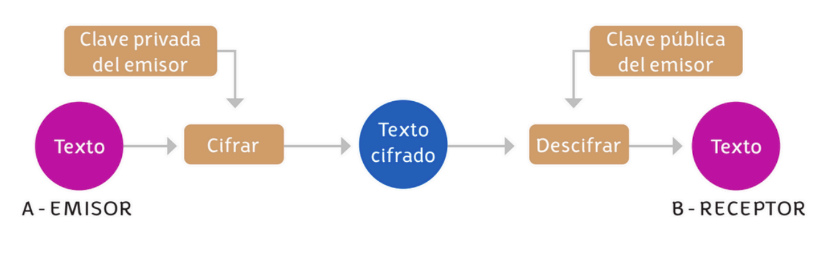 Clave privada
del emisor
Clave pública
del emisor
Texto
Cifrar
Texto
cifrado
Descifrar
Texto
A - EMISOR
B - RECEPTOR